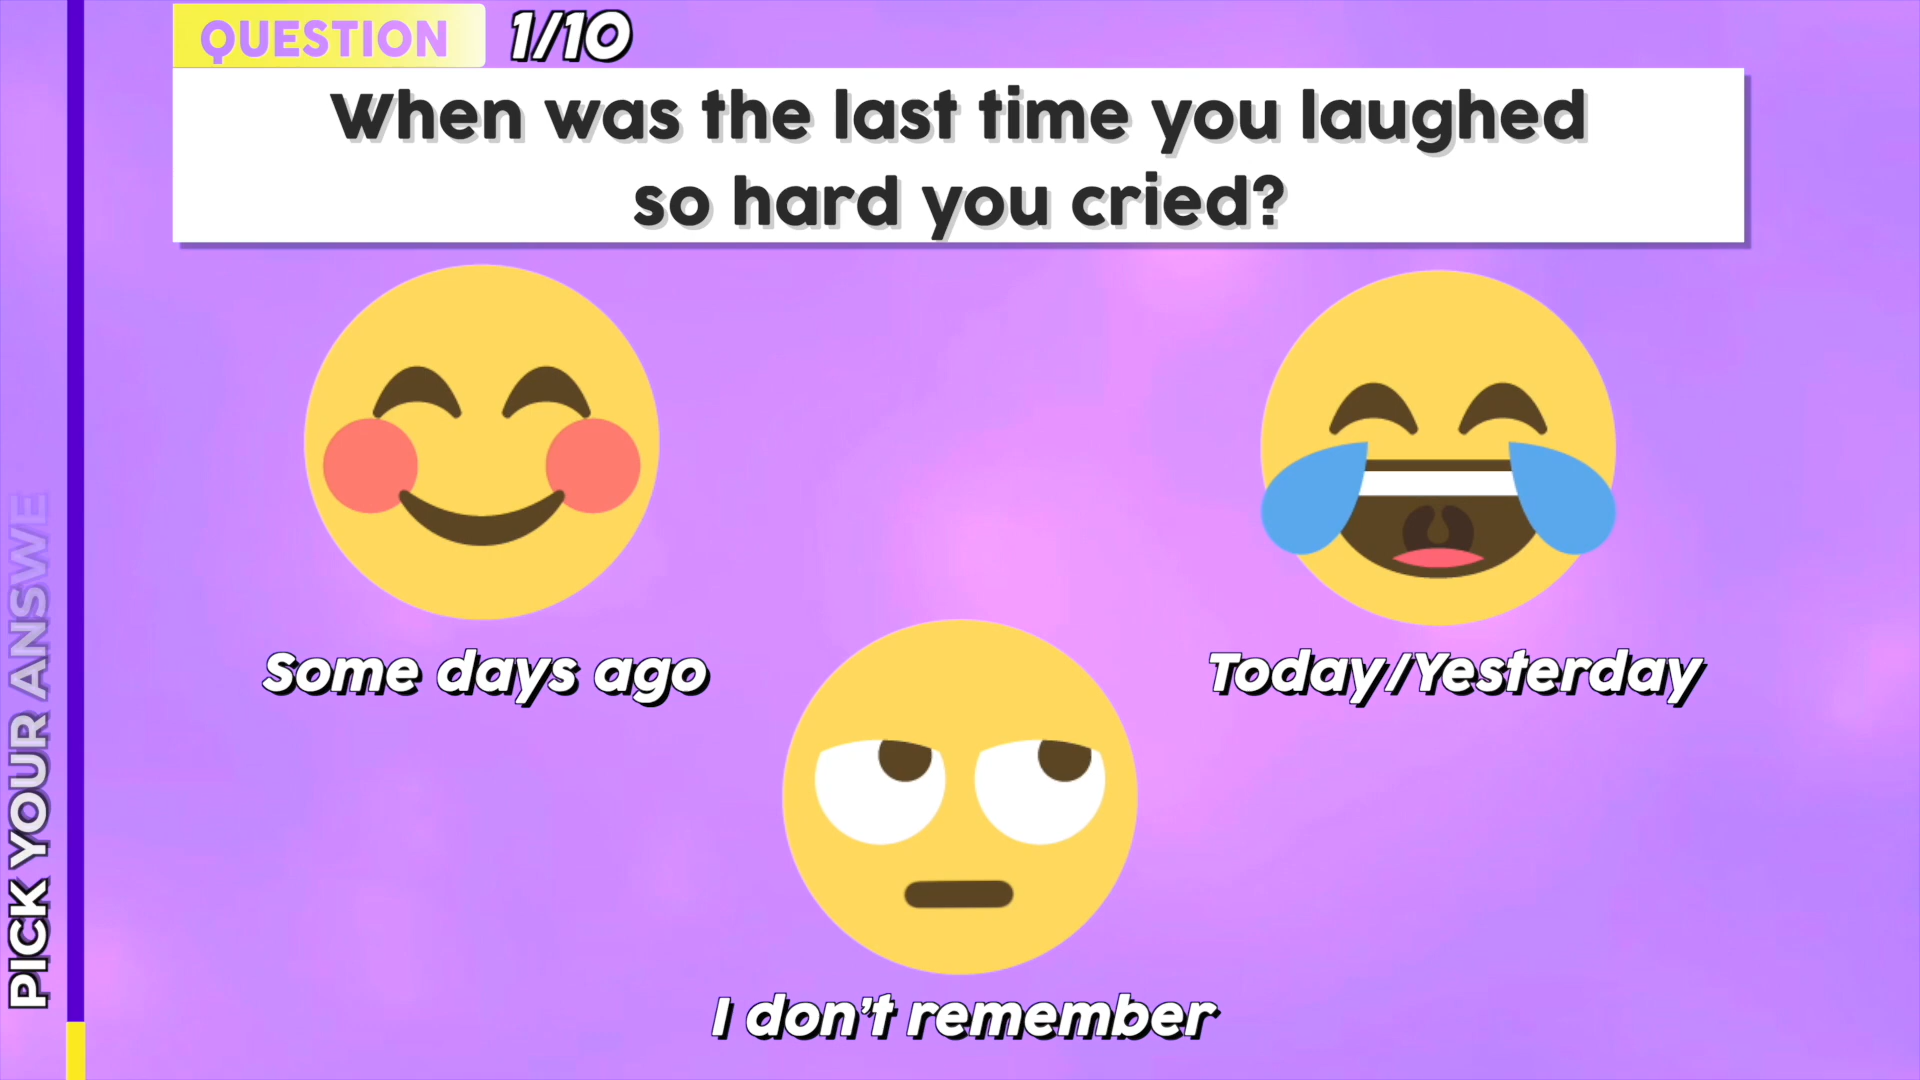 QUESTION 1/10
When was the last time you laughed
so hard you cried?
Some days ago
Today/Yesterday
I don't remember
PICK YOUR ANSWE